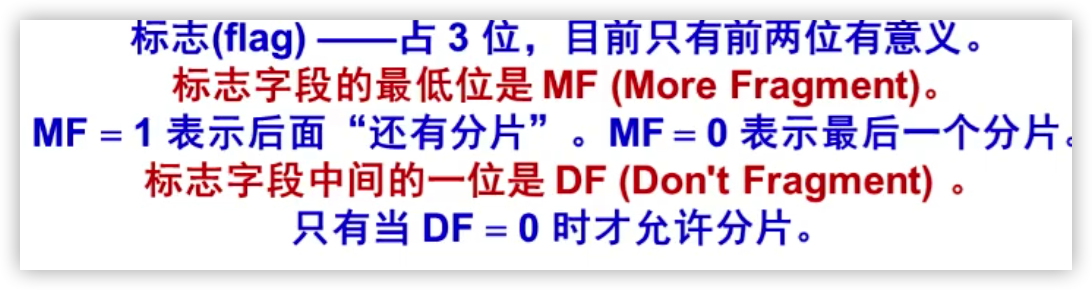 标志(flag) ——占 3 位，目前只有前两位有意义。
标志字段的最低位是 MF (More Fragment)。
MF = 1 表示后面“还有分片”。MF = 0 表示最后一个分片。
标志字段中间的一位是 DF (Don't Fragment) 。
只有当 DF = 0 时才允许分片。